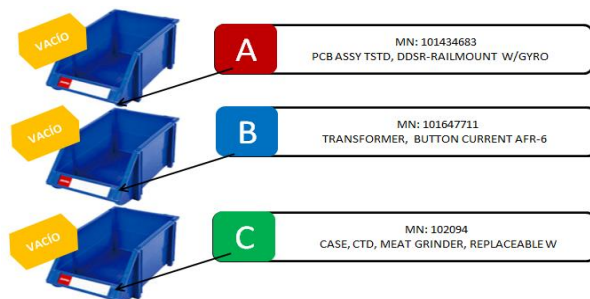 VACÍO
A
MN: 101434683
PCB ASSY TSTD, DDSR-RAILMOUNT W/GYRO
VACÍO
B
MN: 101647711
TRANSFORMER, BUTTON CURRENT AFR-6
VACÍO
C
MN: 102094
CASE, CTD, MEAT GRINDER, REPLACEABLE W